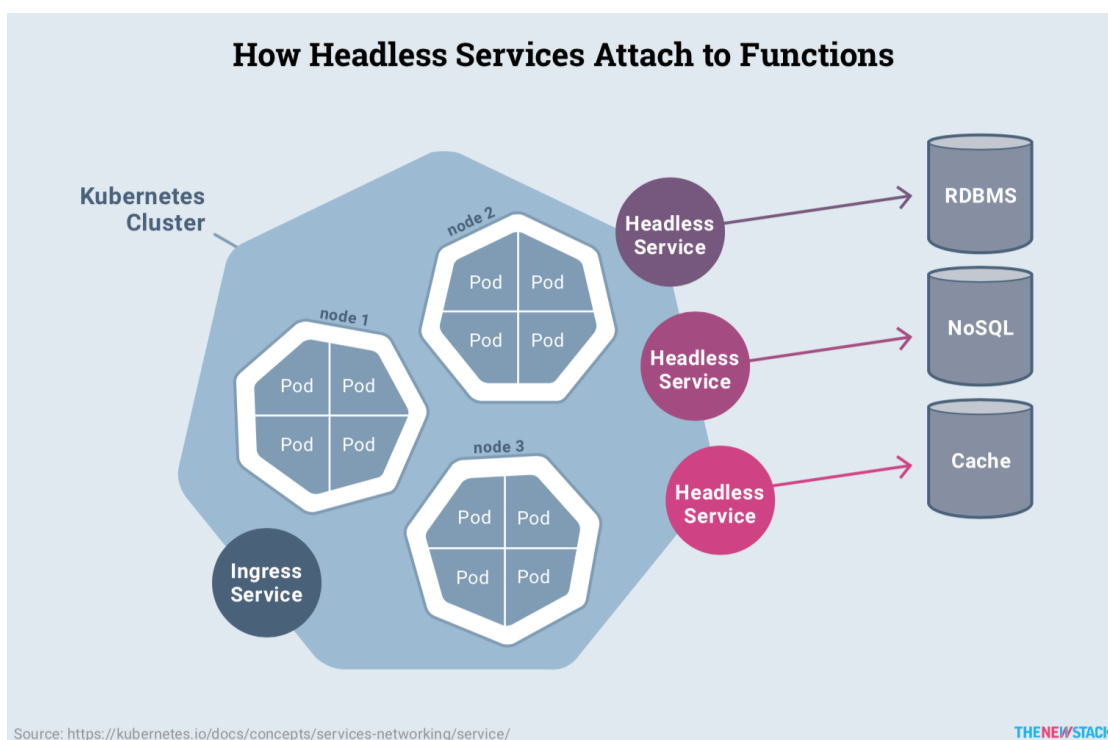 How Headless Services Attach to Functions
Kubernetes
Cluster
node 2
Pod Pod
Pod Pod
node 1
Pod Pod
Pod Pod
node 3
Pod Pod
Pod Pod
Ingress
Service
Headless
Service
Headless
Service
Headless
Service
RDBMS
NoSQL
Cache
Source: https://kubernetes.io/docs/concepts/services-networking/service/
THENEWSTACK